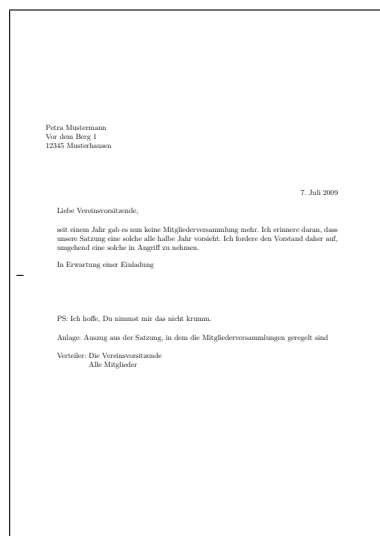 Petra Mustermann
Vor dem Berg 1
12345 Musterhausen
7. Juli 2009
Liebe Vereinsvorsitzende,
seit einem Jahr gab es nun keine Mitgliederversammlung mehr. Ich erinnere daran, dass
unsere Satzung eine solche alle halbe Jahr vorsieht. Ich fordere den Vorstand daher auf,
umgehend eine solche in Angriff zu nehmen.
In Erwartung einer Einladung
PS: Ich hoffe, Du nimmst mir das nicht krumm.
Anlage: Auszug aus der Satzung, in dem die Mitgliederversammlungen geregelt sind
Verteiler: Die Vereinsvorsitzende
Alle Mitglieder